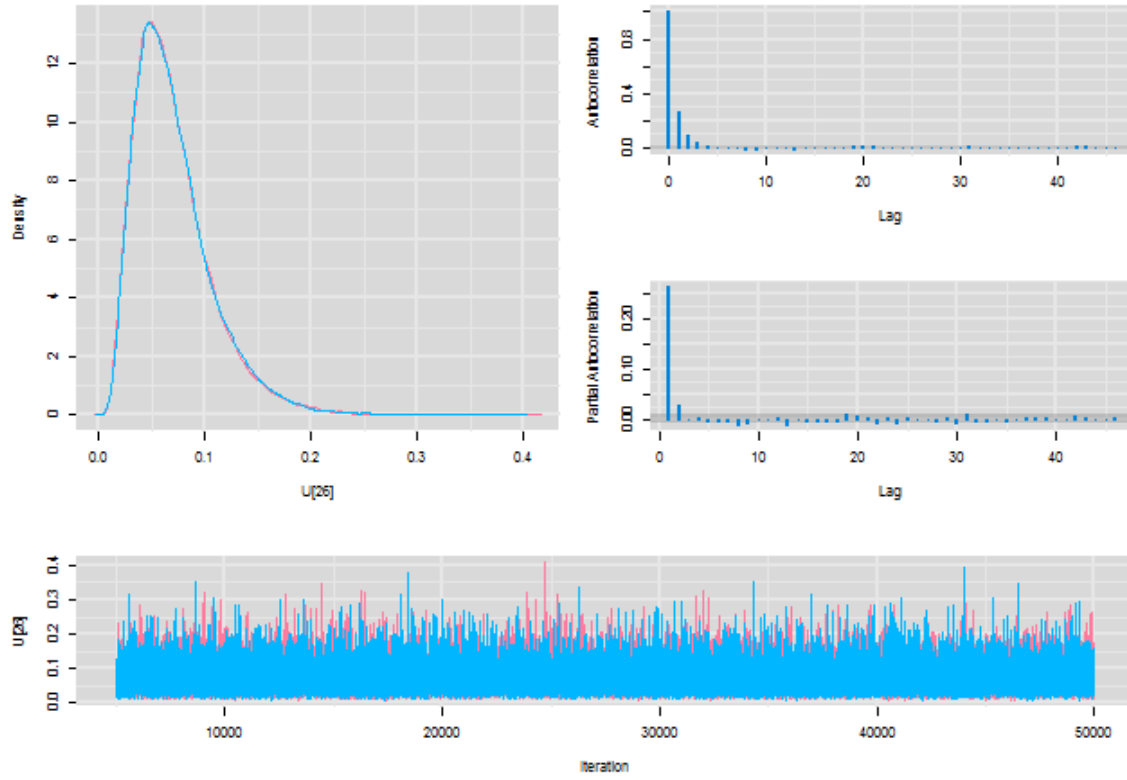 Density
0 2 4 6 8 10 12
0.0 0.1 0.2 0.3 0.4
U[26]
Autocorrelation
0.0 0.4 0.8
0 10 20 30 40
Lag
Partial Autocorrelation
0.00 0.10 0.20
0 10 20 30 40
Lag
U[26]
0.0 0.1 0.2 0.3 0.4
10000 20000 30000 40000 50000
Iteration